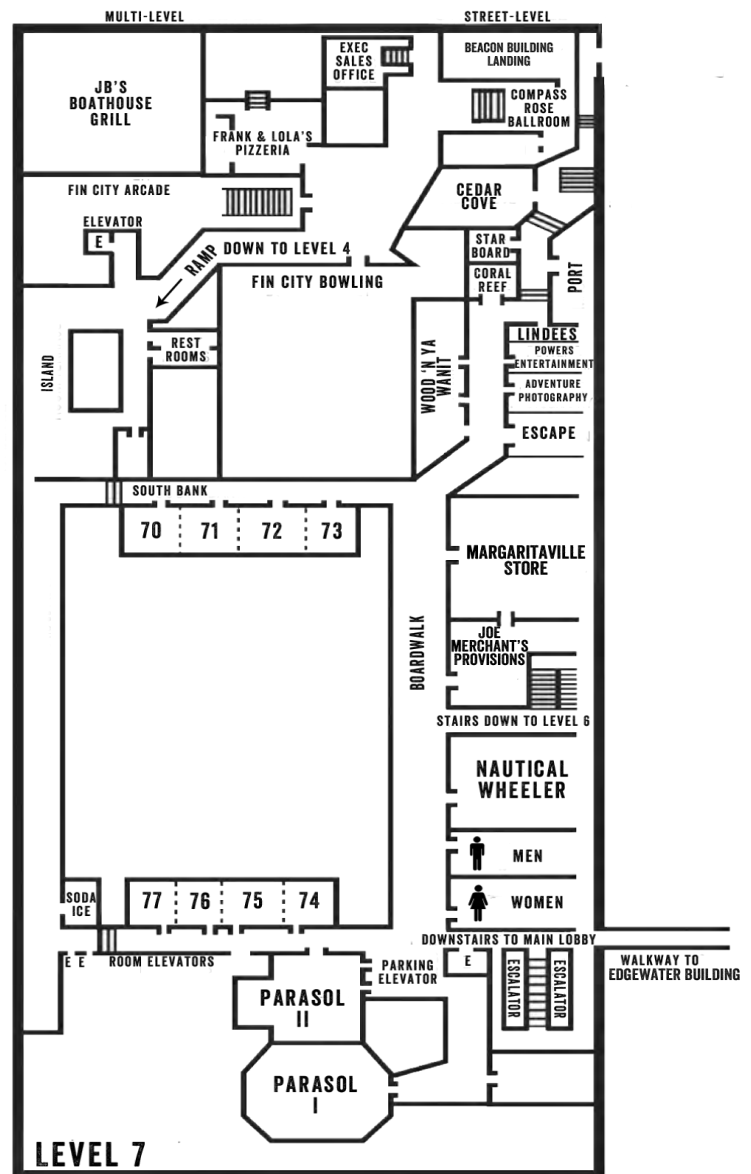 MULTI-LEVEL
STREET-LEVEL
JB'S
BOATHOUSE
GRILL
EXEC
SALES
OFFICE
BEACON BUILDING
LANDING
COMPASS
ROSE
BALLROOM
FRANK & LOLA'S
PIZZERIA
FIN CITY ARCADE
CEDAR
COVE
ELEVATOR
E
RAMP
DOWN TO LEVEL 4
STAR
BOARD
PORT
FIN CITY BOWLING
CORAL
REEF
REST
ROOMS
ISLAND
WOOD 'N YA
WANIT
LINDEES
POWERS
ENTERTAINMENT
ADVENTURE
PHOTOGRAPHY
ESCAPE
SOUTH BANK
70
71
72
73
MARGARITAVILLE
STORE
BOARDWALK
JOE
MERCHANT'S
PROVISIONS
STAIRS DOWN TO LEVEL 6
NAUTICAL
WHEELER
MEN
WOMEN
SODA
ICE
77
76
75
74
DOWNSTAIRS TO MAIN LOBBY
E E
ROOM ELEVATORS
PARKING
ELEVATOR
E
ESCALATOR
ESCALATOR
WALKWAY TO
EDGEWATER BUILDING
PARASOL
II
PARASOL
I
LEVEL 7